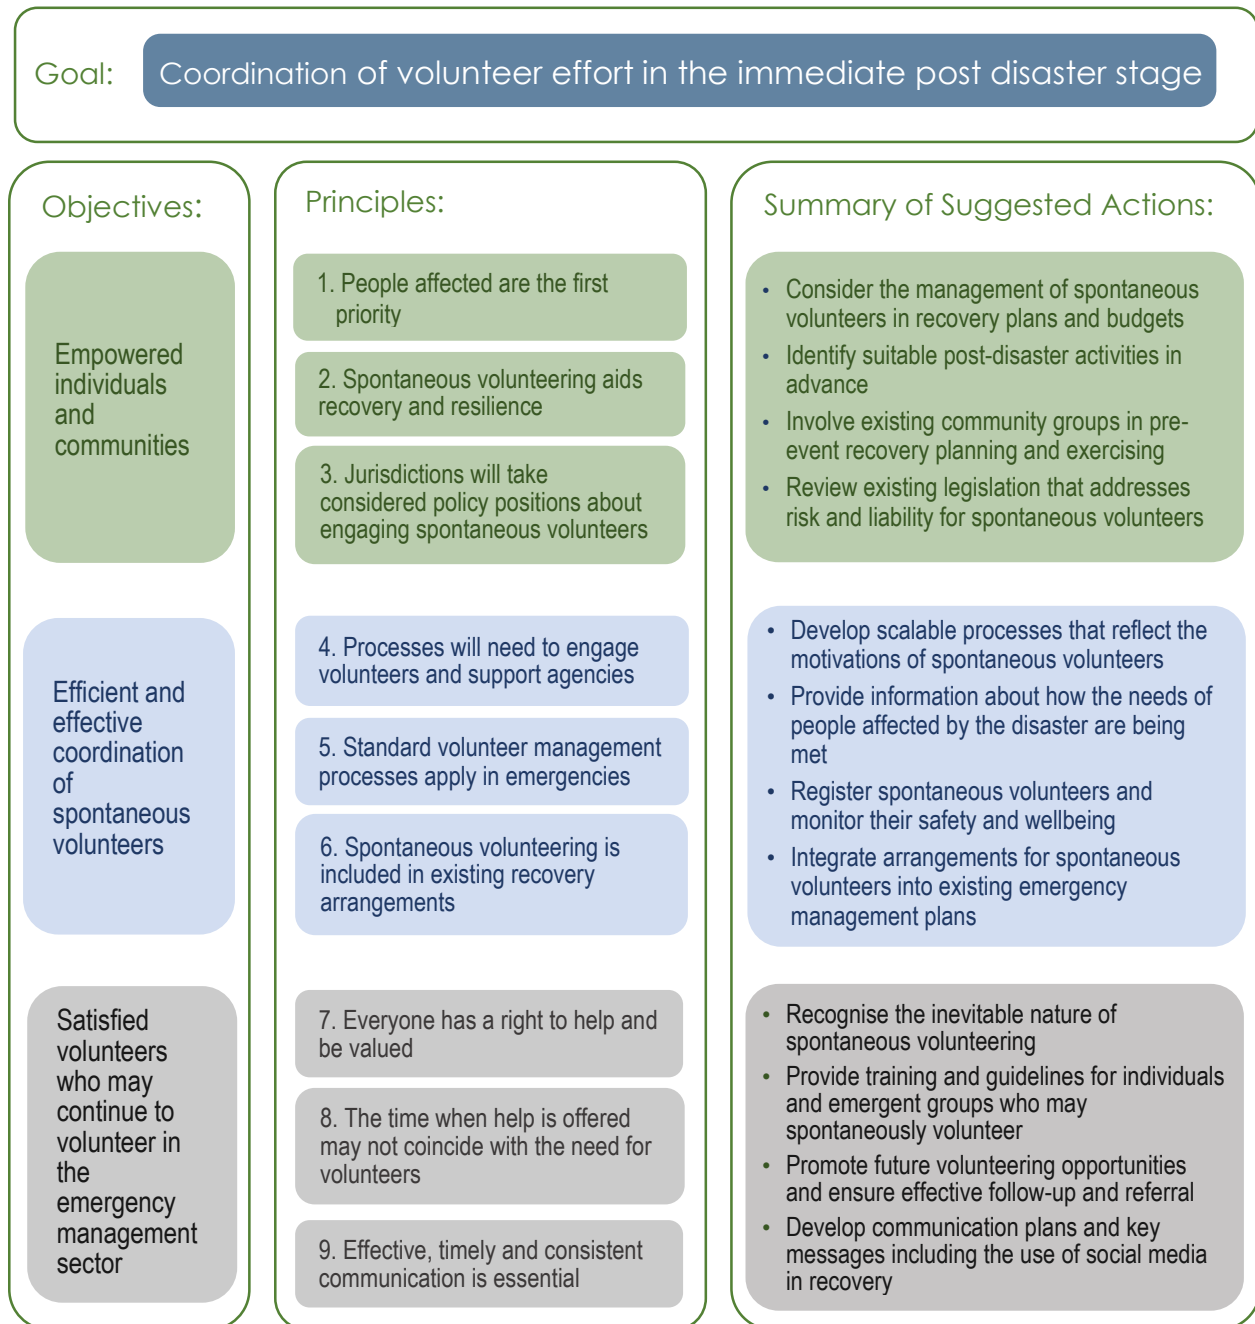 Goal:
Coordination of volunteer effort in the immediate post disaster stage
Objectives:
Empowered
individuals
and
communities
Efficient and
effective
coordination
of
spontaneous
volunteers
Satisfied
volunteers
who may
continue to
volunteer in
the
emergency
management
sector
Principles:
1. People affected are the first
priority
2. Spontaneous volunteering aids
recovery and resilience
3. Jurisdictions will take
considered policy positions about
engaging spontaneous volunteers
4. Processes will need to engage
volunteers and support agencies
5. Standard volunteer management
processes apply in emergencies
6. Spontaneous volunteering is
included in existing recovery
arrangements
7. Everyone has a right to help and
be valued
8. The time when help is offered
may not coincide with the need for
volunteers
9. Effective, timely and consistent
communication is essential
Summary of Suggested Actions:
• Consider the management of spontaneous
volunteers in recovery plans and budgets
• Identify suitable post-disaster activities in
advance
• Involve existing community groups in pre-
event recovery planning and exercising
• Review existing legislation that addresses
risk and liability for spontaneous volunteers
• Develop scalable processes that reflect the
motivations of spontaneous volunteers
• Provide information about how the needs of
people affected by the disaster are being
met
• Register spontaneous volunteers and
monitor their safety and wellbeing
• Integrate arrangements for spontaneous
volunteers into existing emergency
management plans
• Recognise the inevitable nature of
spontaneous volunteering
• Provide training and guidelines for individuals
and emergent groups who may
spontaneously volunteer
• Promote future volunteering opportunities
and ensure effective follow-up and referral
• Develop communication plans and key
messages including the use of social media
in recovery